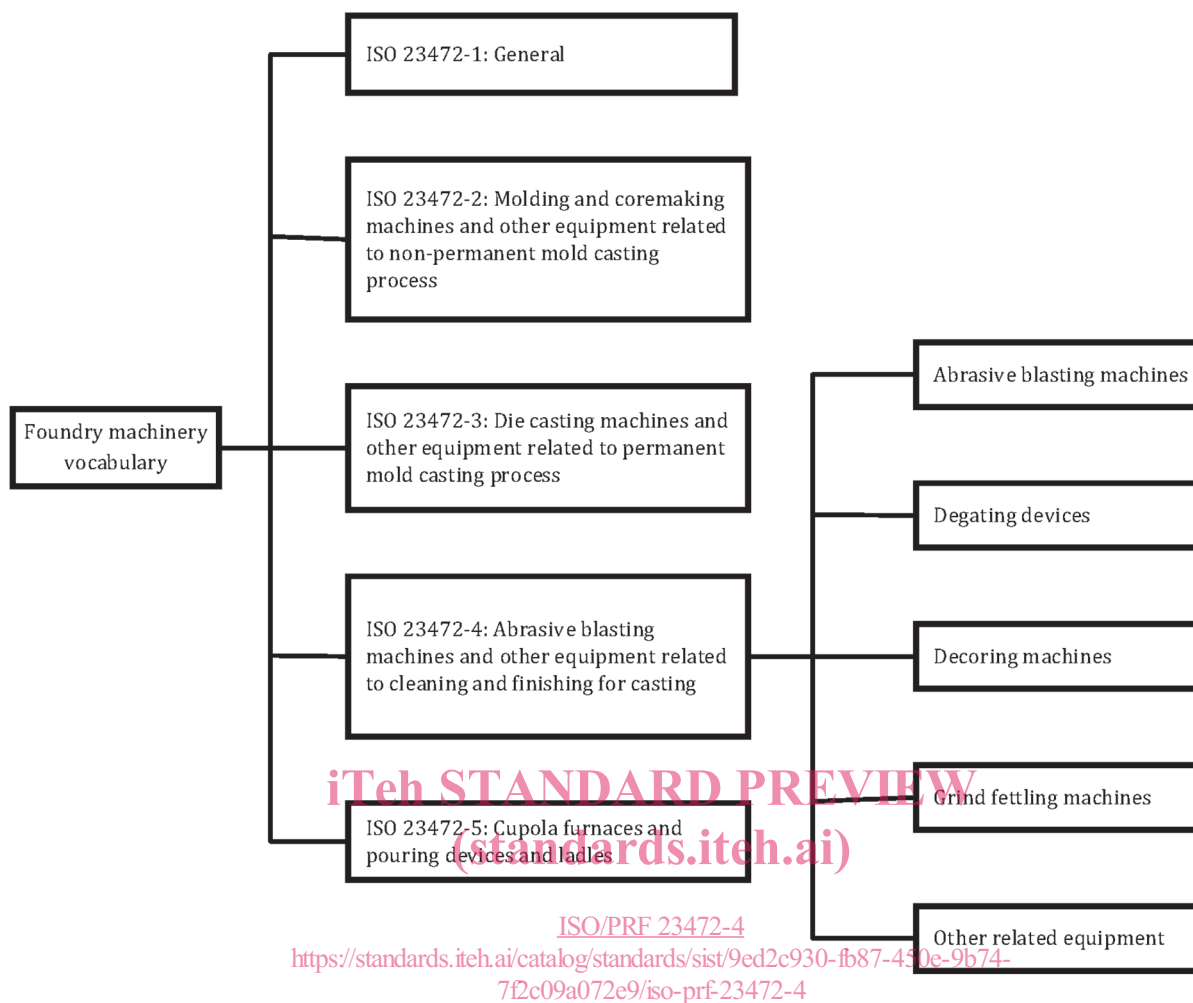 ISO 23472-1: General
ISO 23472-2: Molding and coremaking
machines and other equipment related
to non-permanent mold casting
process
Foundry machinery
vocabulary
ISO 23472-3: Die casting machines and
other equipment related to permanent
mold casting process
ISO 23472-4: Abrasive blasting
machines and other equipment related
to cleaning and finishing for casting
ISO 23472-5: Cupola furnaces and
pouring devices and ladles
Abrasive blasting machines
Degating devices
Decoring machines
Grind fettling machines
Other related equipment
iTeh STANDARD PREVIEW
(standards.iteh.ai)
ISO/PRF 23472-4
https://standards.iteh.ai/catalog/standards/sist/9ed2c930-fb87-450e-9b74-
7f2c09a072e9/iso-prf-23472-4